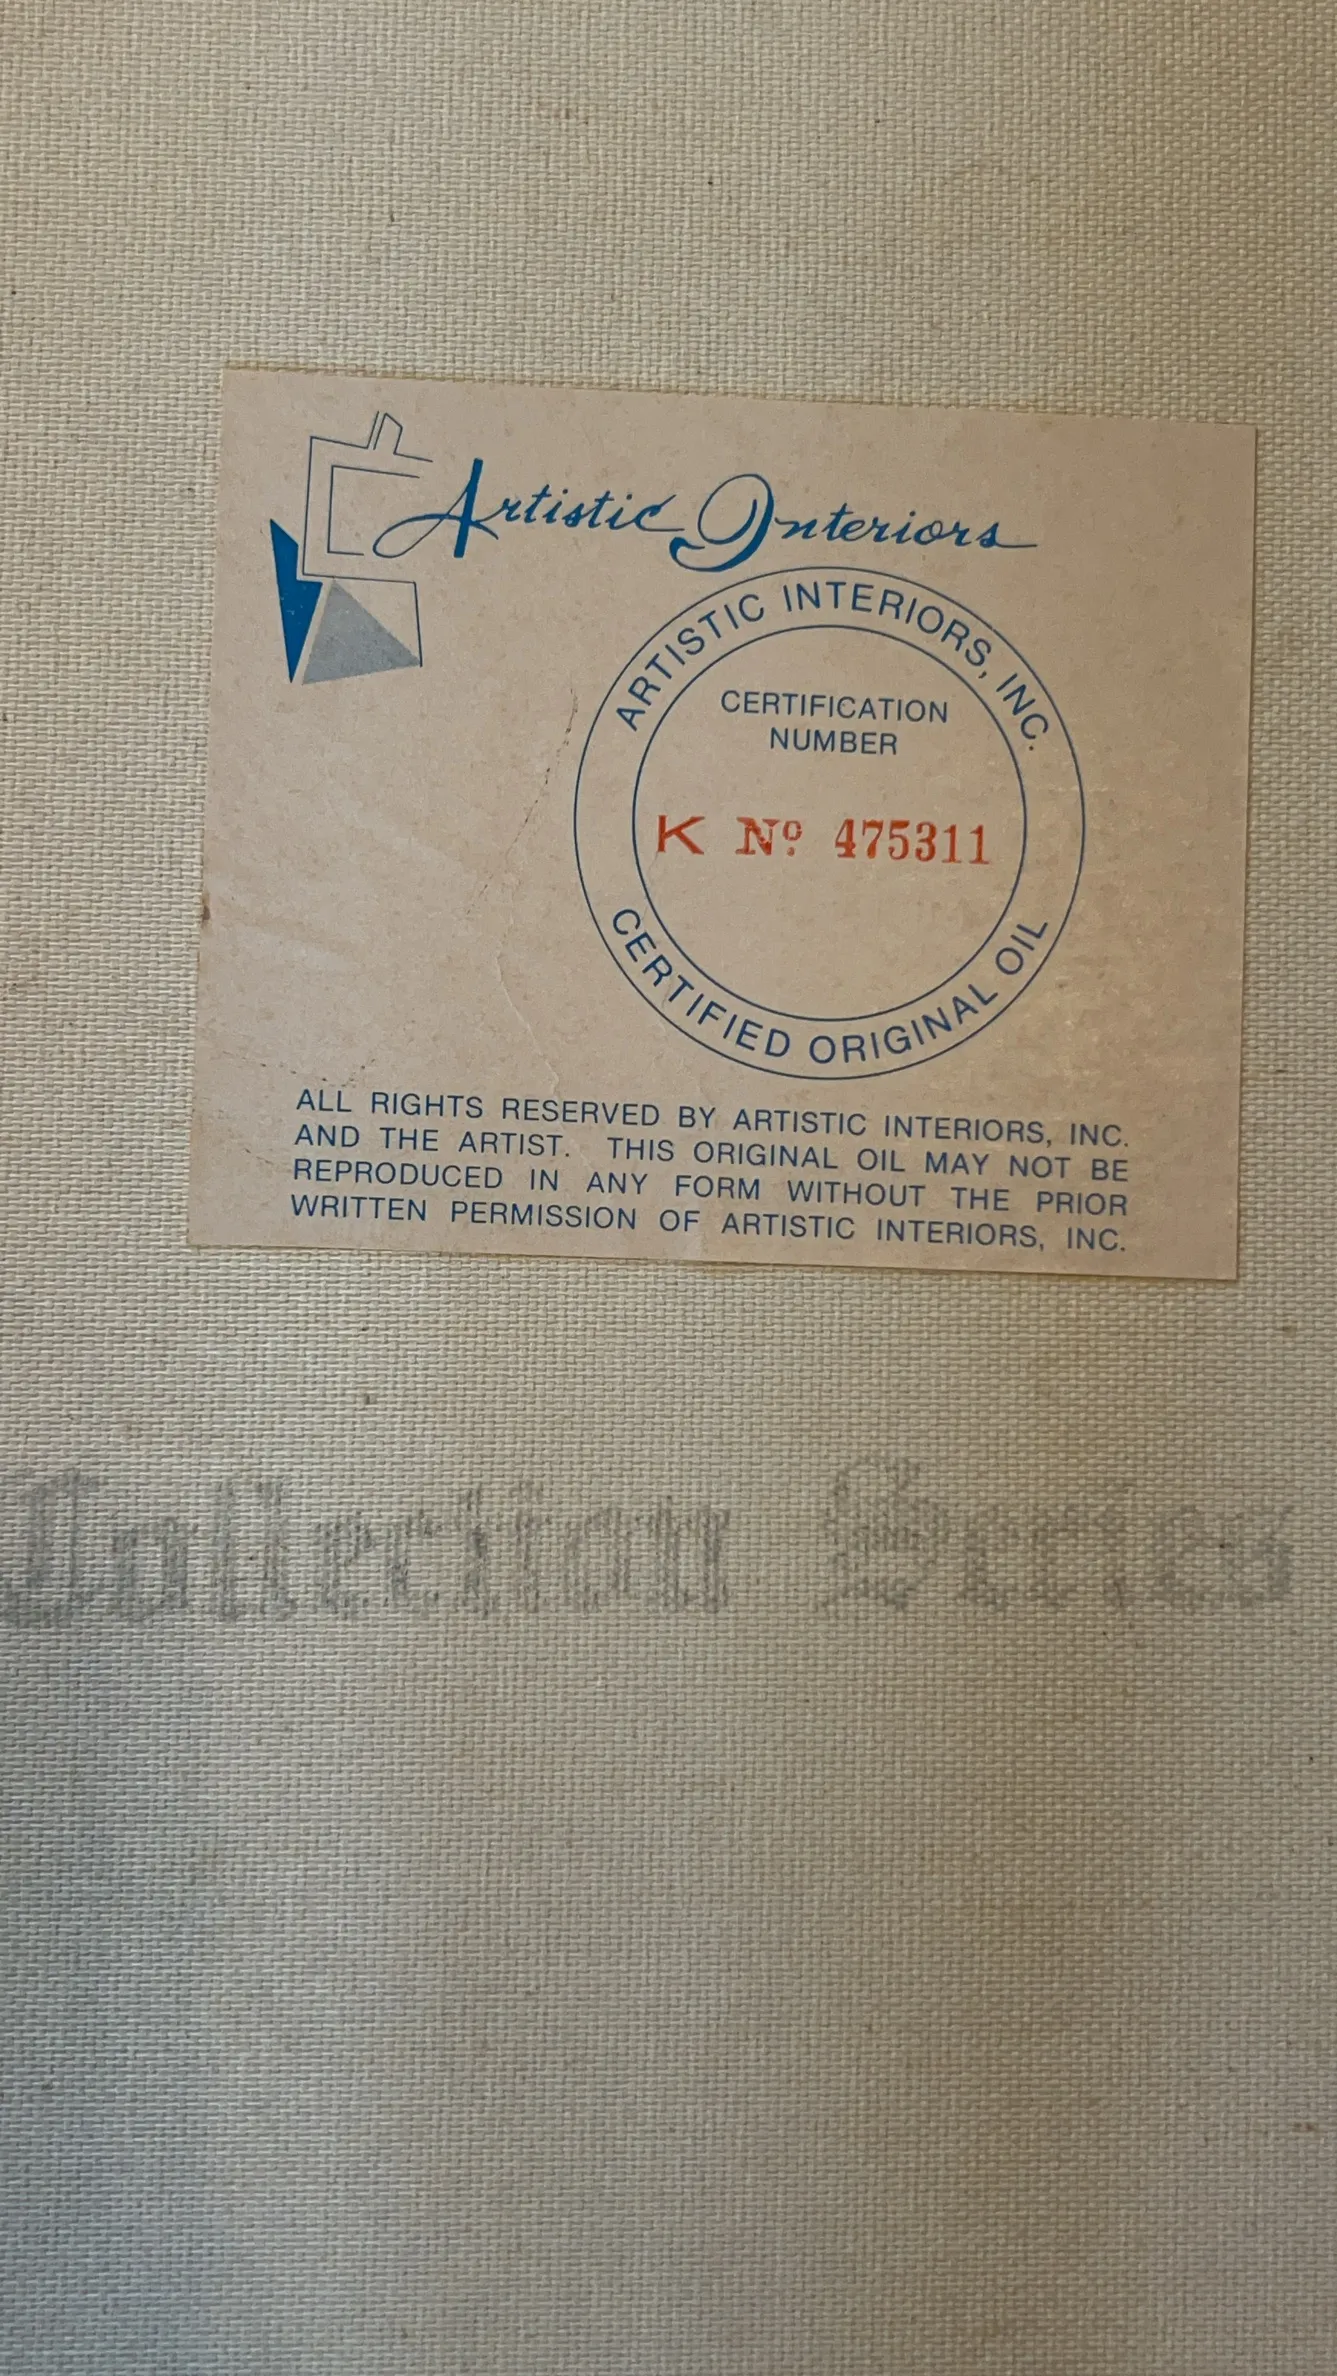 Artistic Interiors
ARTISTIC INTERIORS, INC.
CERTIFICATION
NUMBER
K Nº 475311
CERTIFIED ORIGINAL OIL
ALL RIGHTS RESERVED BY ARTISTIC INTERIORS, INC.
AND THE ARTIST. THIS ORIGINAL OIL MAY NOT BE
REPRODUCED IN ANY FORM WITHOUT THE PRIOR
WRITTEN PERMISSION OF ARTISTIC INTERIORS, INC.
Collection Series